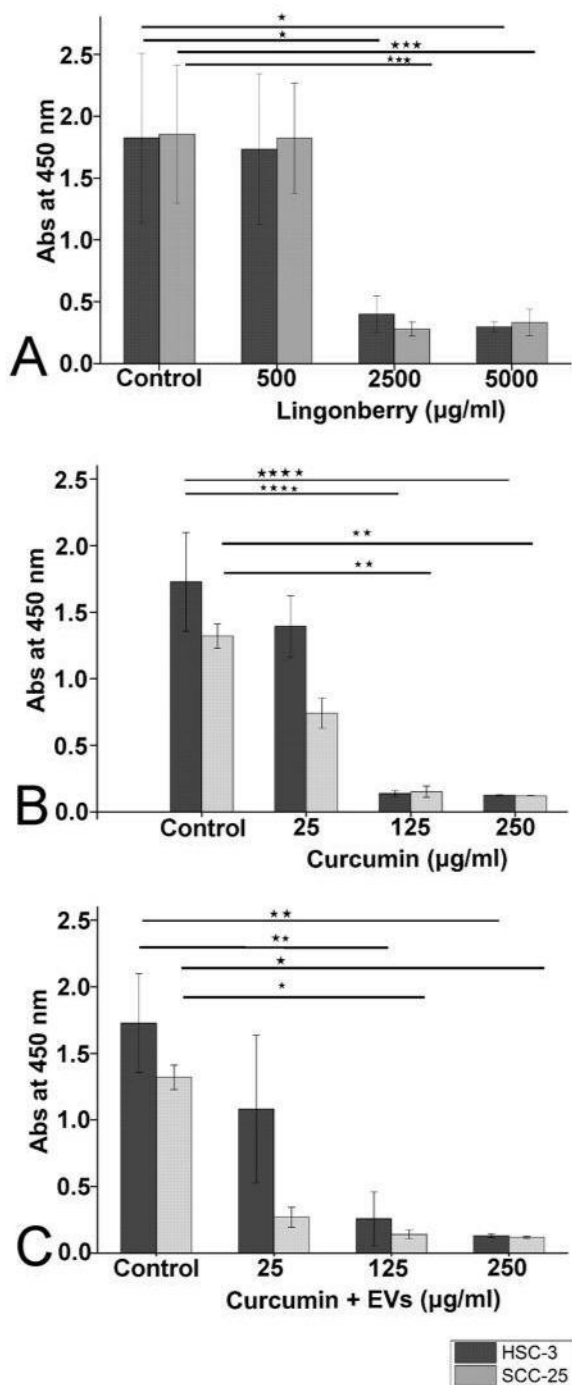 ★
★
★★★
★★★
2.5
2.0
1.5
1.0
0.5
0.0
Abs at 450 nm
A
Control 500 2500 5000
Lingonberry (µg/ml)
★★★★
★★★★
★★
★★
2.5
2.0
1.5
1.0
0.5
0.0
Abs at 450 nm
B
Control 25 125 250
Curcumin (µg/ml)
★★
★★
★
★
2.5
2.0
1.5
1.0
0.5
0.0
Abs at 450 nm
C
Control 25 125 250
Curcumin + EVs (µg/ml)
HSC-3
SCC-25